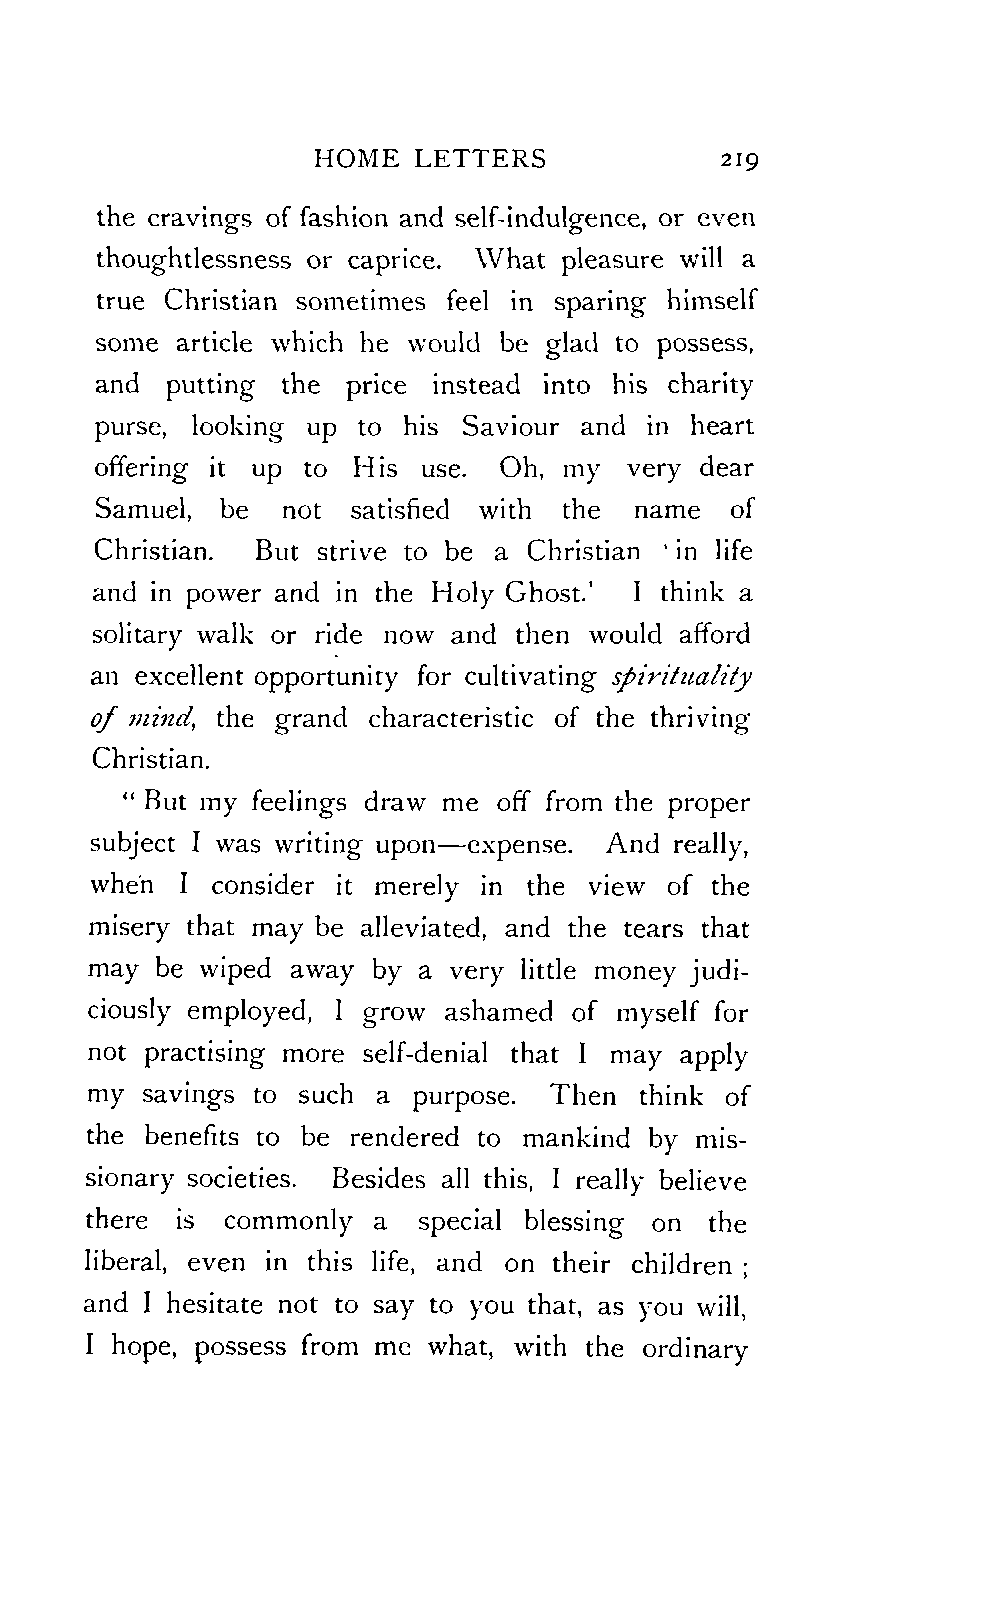 HOME LETTERS 219
the cravings of fashion and self-indulgence, or even
thoughtlessness or caprice. What pleasure will a
true Christian sometimes feel in sparing himself
some article which he would be glad to possess,
and putting the price instead into his charity
purse, looking up to his Saviour and in heart
offering it up to His use. Oh, my very dear
Samuel, be not satisfied with the name of
Christian. But strive to be a Christian ‘in life
and in power and in the Holy Ghost.’ I think a
solitary walk or ride now and then would afford
an excellent opportunity for cultivating spirituality
of mind, the grand characteristic of the thriving
Christian.
“But my feelings draw me off from the proper
subject I was writing upon—expense. And really,
when I consider it merely in the view of the
misery that may be alleviated, and the tears that
may be wiped away by a very little money judi-
ciously employed, I grow ashamed of myself for
not practising more self-denial that I may apply
my savings to such a purpose. Then think of
the benefits to be rendered to mankind by mis-
sionary societies. Besides all this, I really believe
there is commonly a special blessing on the
liberal, even in this life, and on their children ;
and I hesitate not to say to you that, as you will,
I hope, possess from me what, with the ordinary